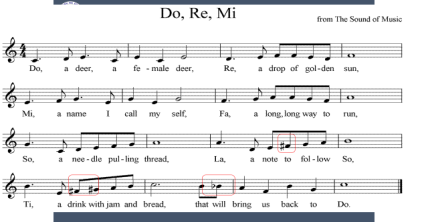 Do, Re, Mi
from The Sound of Music
Do, a deer, a fe-male deer, Re, a drop of gol-den sun,
Mi, a name I call my self, Fa, a long, long way to run,
So, a nee-dle pul-ling thread, La, a note to fol-low So,
Ti, a drink with jam and bread, that will bring us back to Do.